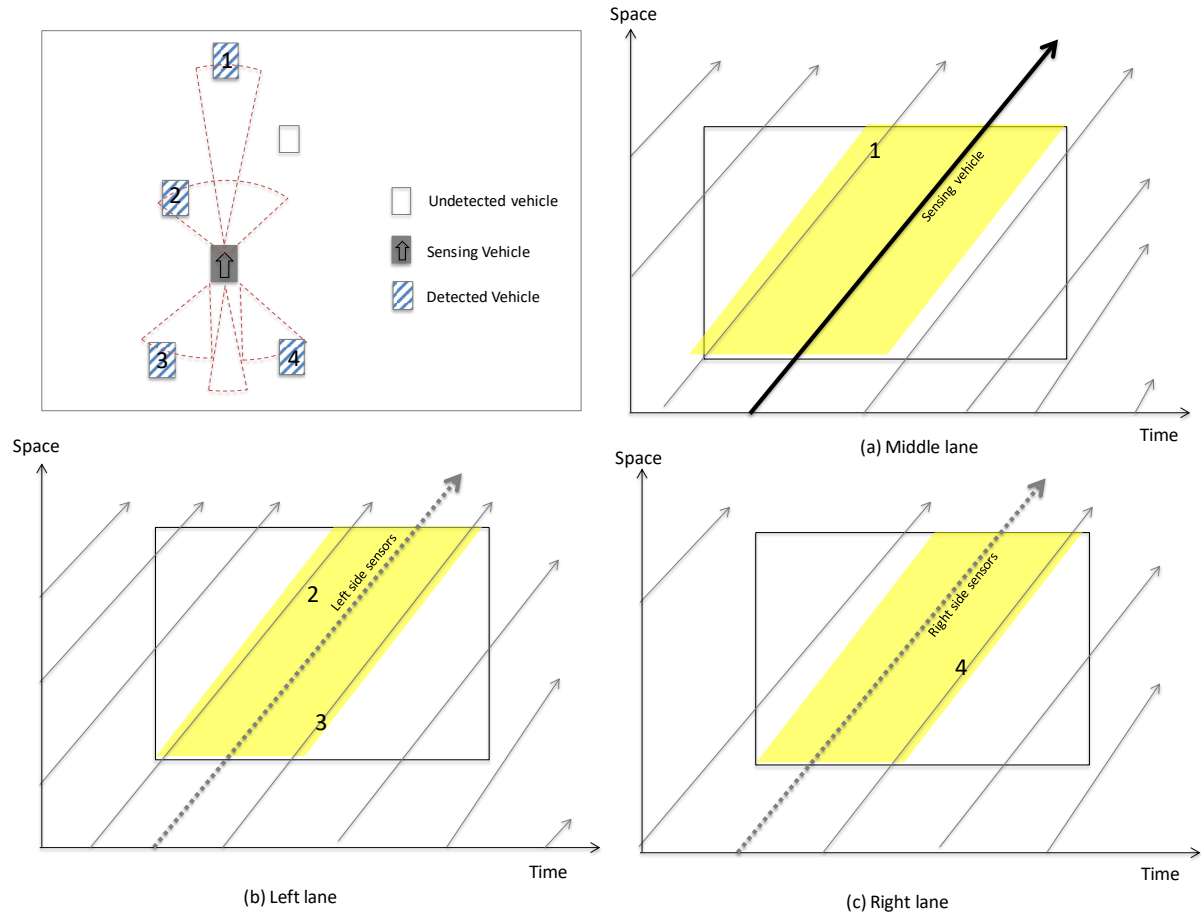 1
2
3
4
Undetected vehicle
Sensing Vehicle
Detected Vehicle
Space
1
Sensing vehicle
Time
(a) Middle lane
Space
2
Left side sensors
3
Time
(b) Left lane
Space
Right side sensors
4
Time
(c) Right lane